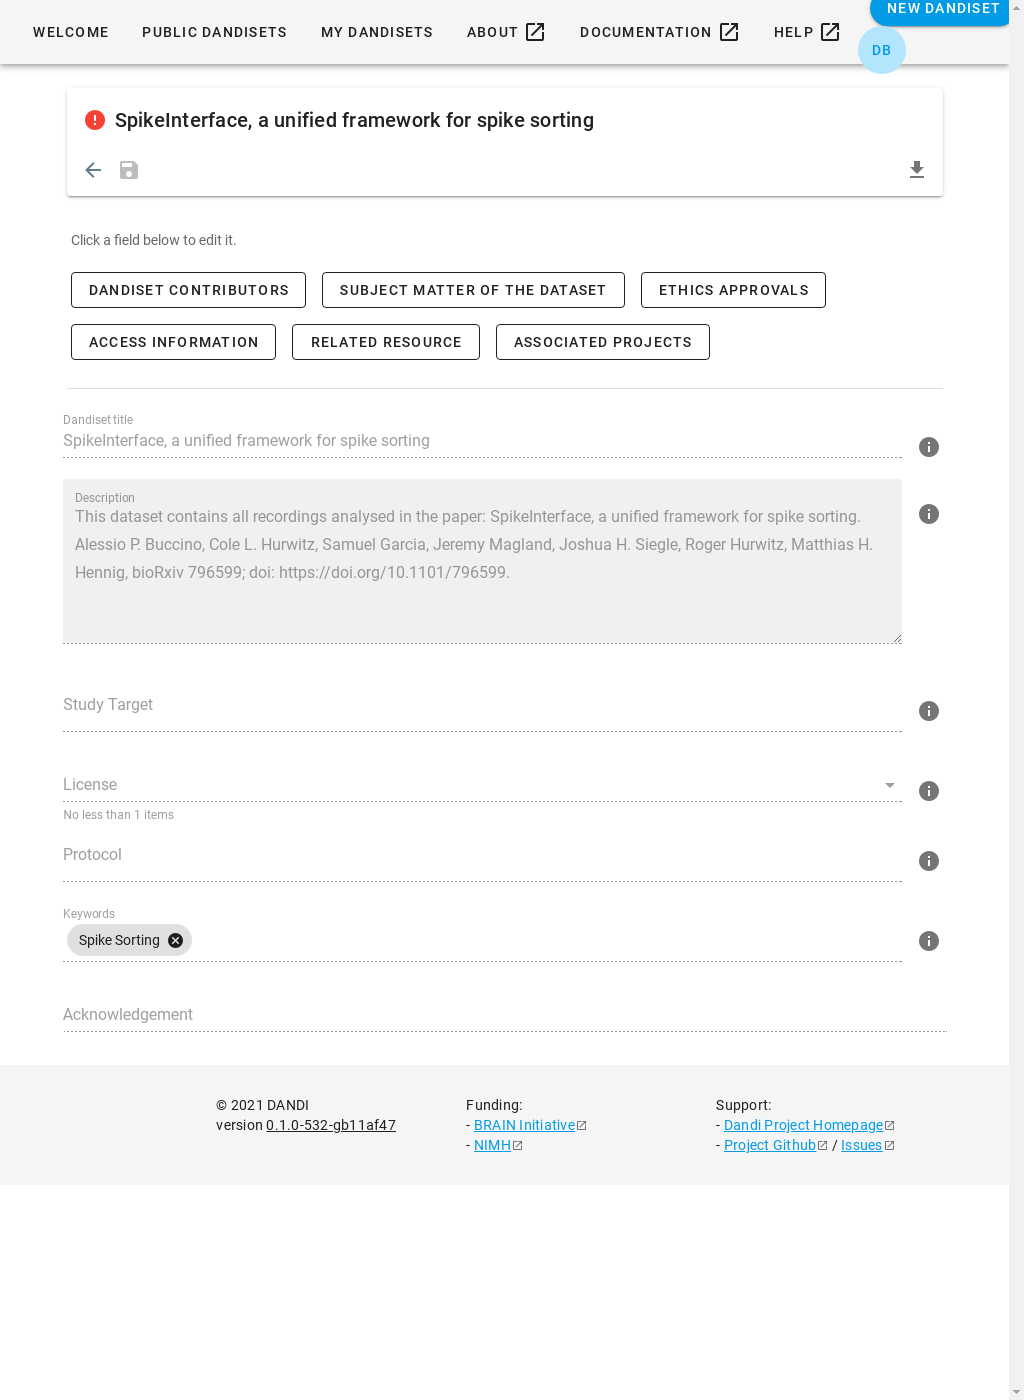 WELCOME PUBLIC DANDISETS MY DANDISETS ABOUT DOCUMENTATION HELP NEW DANDISET
DB
SpikeInterface, a unified framework for spike sorting
Click a field below to edit it.
DANDISET CONTRIBUTORS SUBJECT MATTER OF THE DATASET ETHICS APPROVALS
ACCESS INFORMATION RELATED RESOURCE ASSOCIATED PROJECTS
Dandiset title
SpikeInterface, a unified framework for spike sorting
Description
This dataset contains all recordings analysed in the paper: SpikeInterface, a unified framework for spike sorting.
Alessio P. Buccino, Cole L. Hurwitz, Samuel Garcia, Jeremy Magland, Joshua H. Siegle, Roger Hurwitz, Matthias H.
Hennig, bioRxiv 796599; doi: https://doi.org/10.1101/796599.
Study Target
License
No less than 1 items
Protocol
Keywords
Spike Sorting
Acknowledgement
© 2021 DANDI
version 0.1.0-532-gb11af47
Funding:
- BRAIN Initiative
- NIMH
Support:
- Dandi Project Homepage
- Project Github / Issues